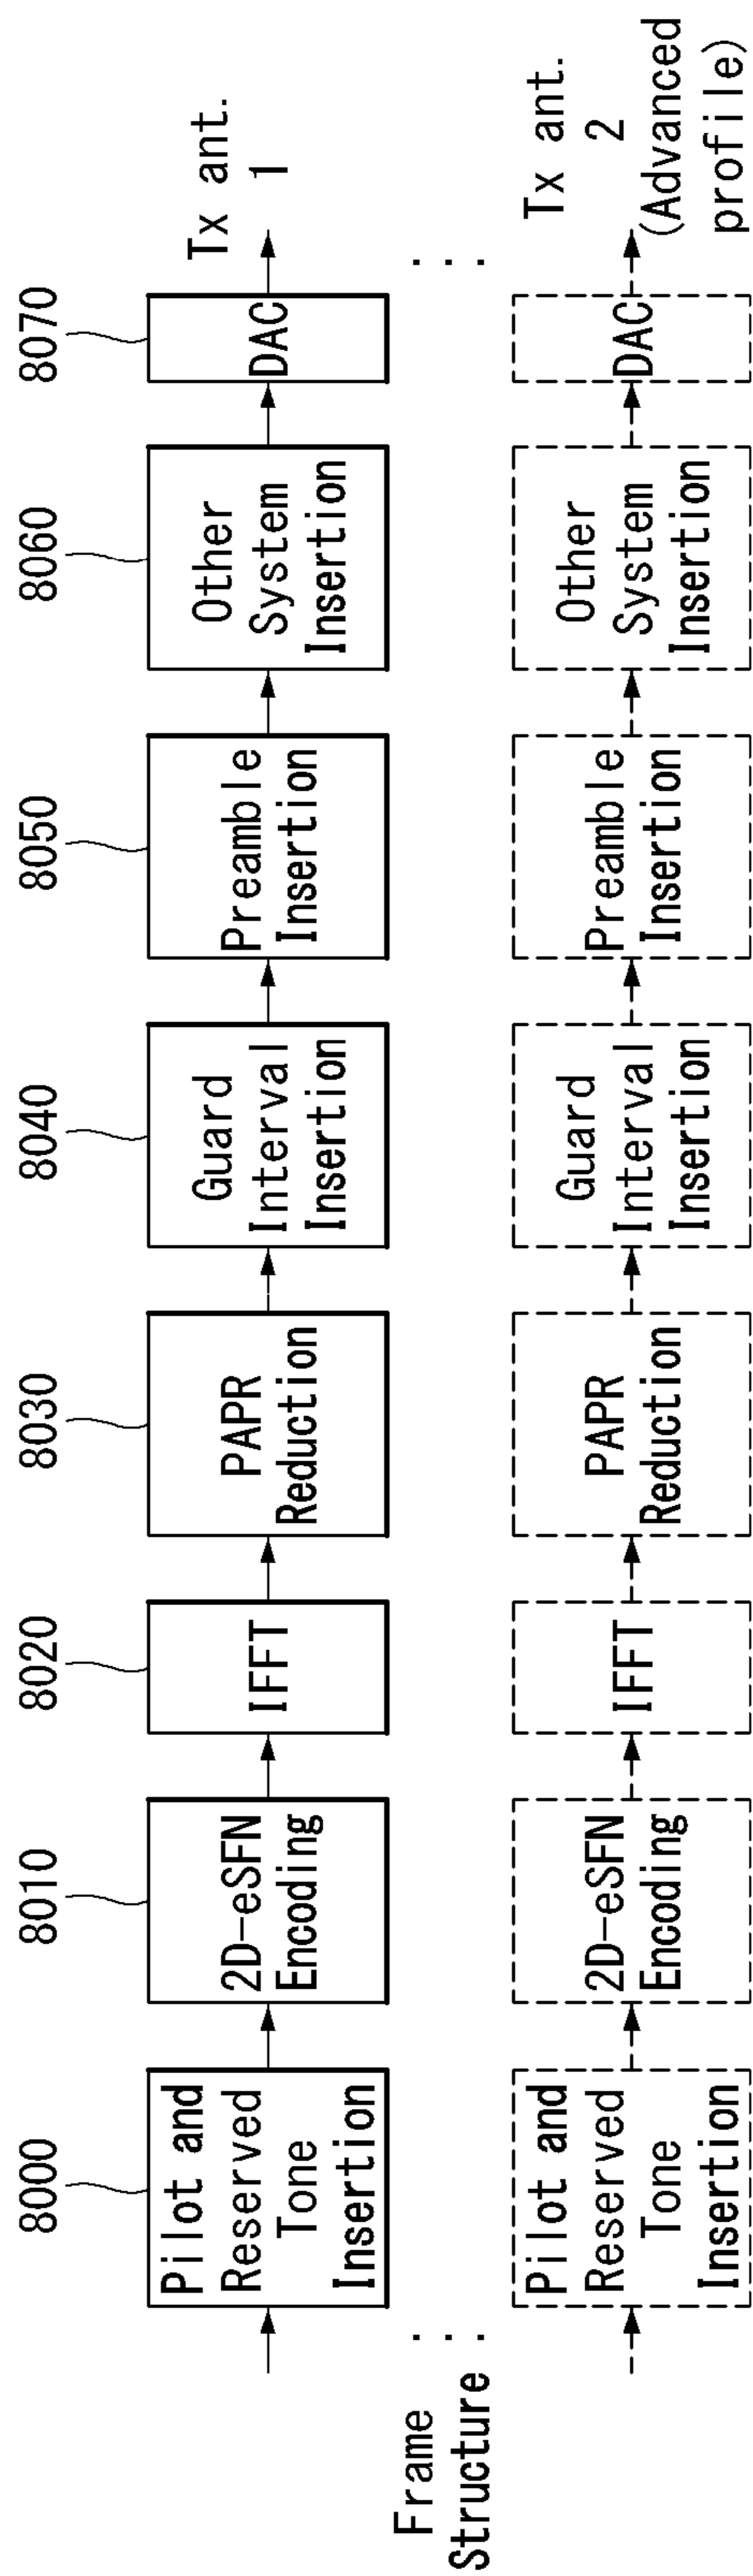 8000
8010
8020
8030
8040
8050
8060
8070
Pilot and
Reserved
Tone
Insertion
2D-eSFN
Encoding
IFFT
PAPR
Reduction
Guard
Interval
Insertion
Preamble
Insertion
Other
System
Insertion
DAC
Tx ant.
1
Frame
Structure
Pilot and
Reserved
Tone
Insertion
2D-eSFN
Encoding
IFFT
PAPR
Reduction
Guard
Interval
Insertion
Preamble
Insertion
Other
System
Insertion
DAC
Tx ant.
2
(Advanced
profile)